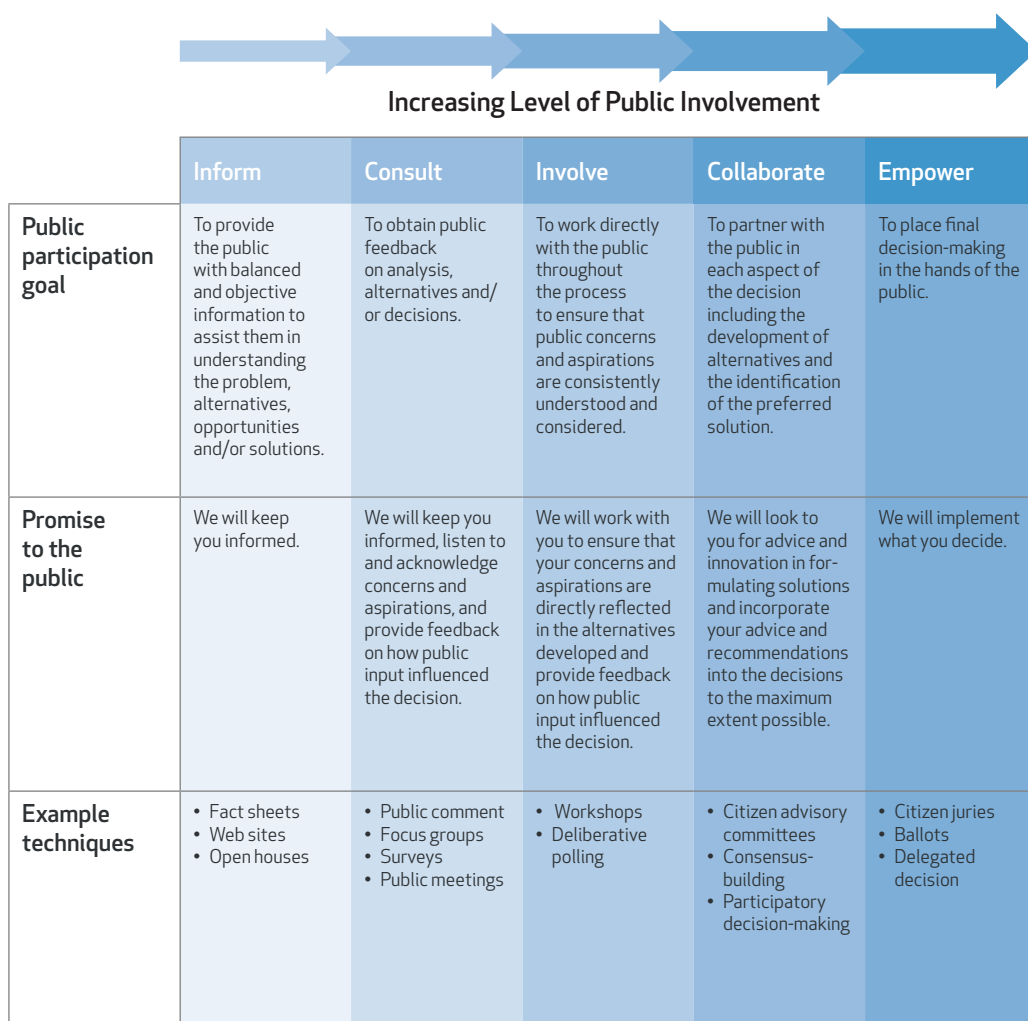 Increasing Level of Public Involvement
Inform
Consult
Involve
Collaborate
Empower
Public
participation
goal
To provide
the public
with balanced
and objective
information to
assist them in
understanding
the problem,
alternatives,
opportunities
and/or solutions.
To obtain public
feedback
on analysis,
alternatives and/
or decisions.
To work directly
with the public
throughout
the process
to ensure that
public concerns
and aspirations
are consistently
understood and
considered.
To partner with
the public in
each aspect of
the decision
including the
development of
alternatives and
the identification
of the preferred
solution.
To place final
decision-making
in the hands of the
public.
Promise
to the
public
We will keep
you informed.
We will keep you
informed, listen to
and acknowledge
concerns and
aspirations, and
provide feedback
on how public
input influenced
the decision.
We will work with
you to ensure that
your concerns and
aspirations are
directly reflected
in the alternatives
developed and
provide feedback
on how public
input influenced
the decision.
We will look to
you for advice and
innovation in for-
mulating solutions
and incorporate
your advice and
recommendations
into the decisions
to the maximum
extent possible.
We will implement
what you decide.
Example
techniques
• Fact sheets
• Web sites
• Open houses
• Public comment
• Focus groups
• Surveys
• Public meetings
• Workshops
• Deliberative
polling
• Citizen advisory
committees
• Consensus-
building
• Participatory
decision-making
• Citizen juries
• Ballots
• Delegated
decision